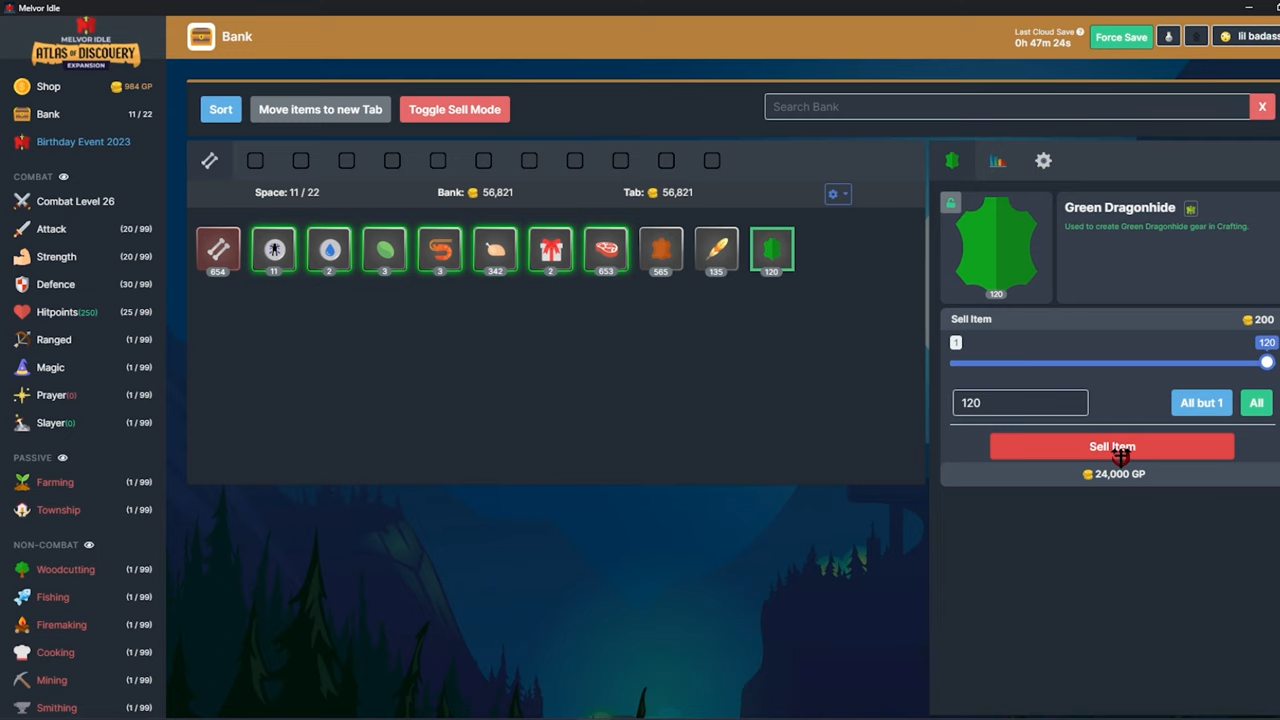 Melvor Idle
MELVOR IDLE
ATLAS OF DISCOVERY
EXPANSION
Bank
Last Cloud Save
0h 47m 24s
Force Save
lil badass
Shop 984 GP
Bank 11 / 22
Birthday Event 2023
COMBAT
Combat Level 26
Attack (20 / 99)
Strength (20 / 99)
Defence (30 / 99)
Hitpoints(250) (25 / 99)
Ranged (1 / 99)
Magic (1 / 99)
Prayer(0) (1 / 99)
Slayer(0) (1 / 99)
PASSIVE
Farming (1 / 99)
Township (1 / 99)
NON-COMBAT
Woodcutting (1 / 99)
Fishing (1 / 99)
Firemaking (1 / 99)
Cooking (1 / 99)
Mining (1 / 99)
Smithing (1 / 99)
Sort
Move items to new Tab
Toggle Sell Mode
Search Bank
X
Space: 11 / 22
Bank: 56,821
Tab: 56,821
654 11 2 3 3 342 2 653 565 135 120
Green Dragonhide
Used to create Green Dragonhide gear in Crafting.
120
Sell Item 200
1 120
120
All but 1
All
Sell Item
24,000 GP